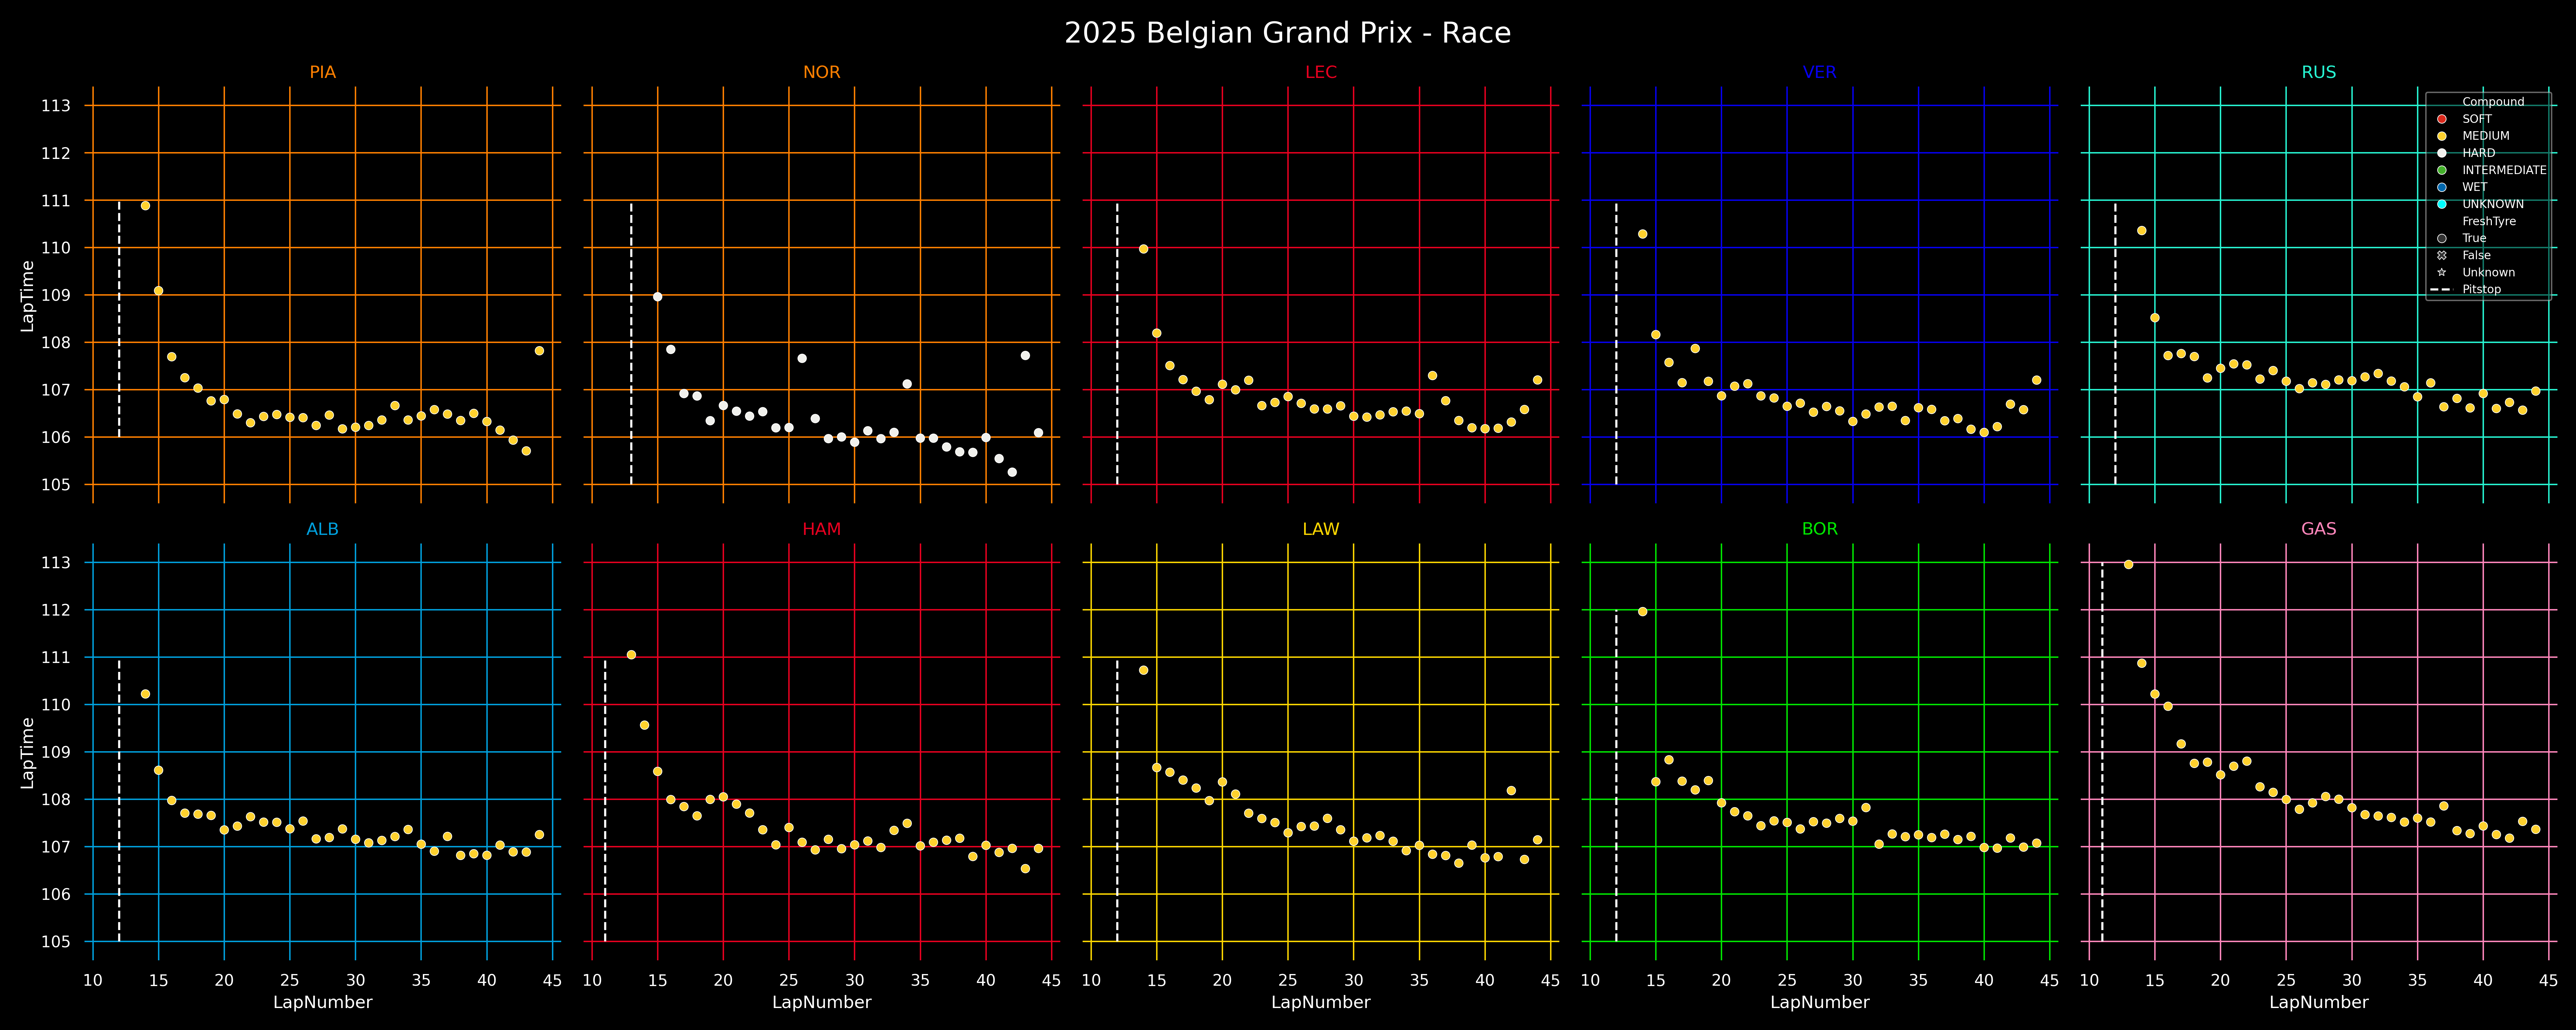 2025 Belgian Grand Prix - Race
PIA
NOR
LEC
VER
RUS
113
112
111
110
109
108
107
106
105
LapTime
Compound
SOFT
MEDIUM
HARD
INTERMEDIATE
WET
UNKNOWN
FreshTyre
True
False
Unknown
Pitstop
ALB
HAM
LAW
BOR
GAS
113
112
111
110
109
108
107
106
105
LapTime
10 15 20 25 30 35 40 45
10 15 20 25 30 35 40 45
10 15 20 25 30 35 40 45
10 15 20 25 30 35 40 45
10 15 20 25 30 35 40 45
LapNumber
LapNumber
LapNumber
LapNumber
LapNumber